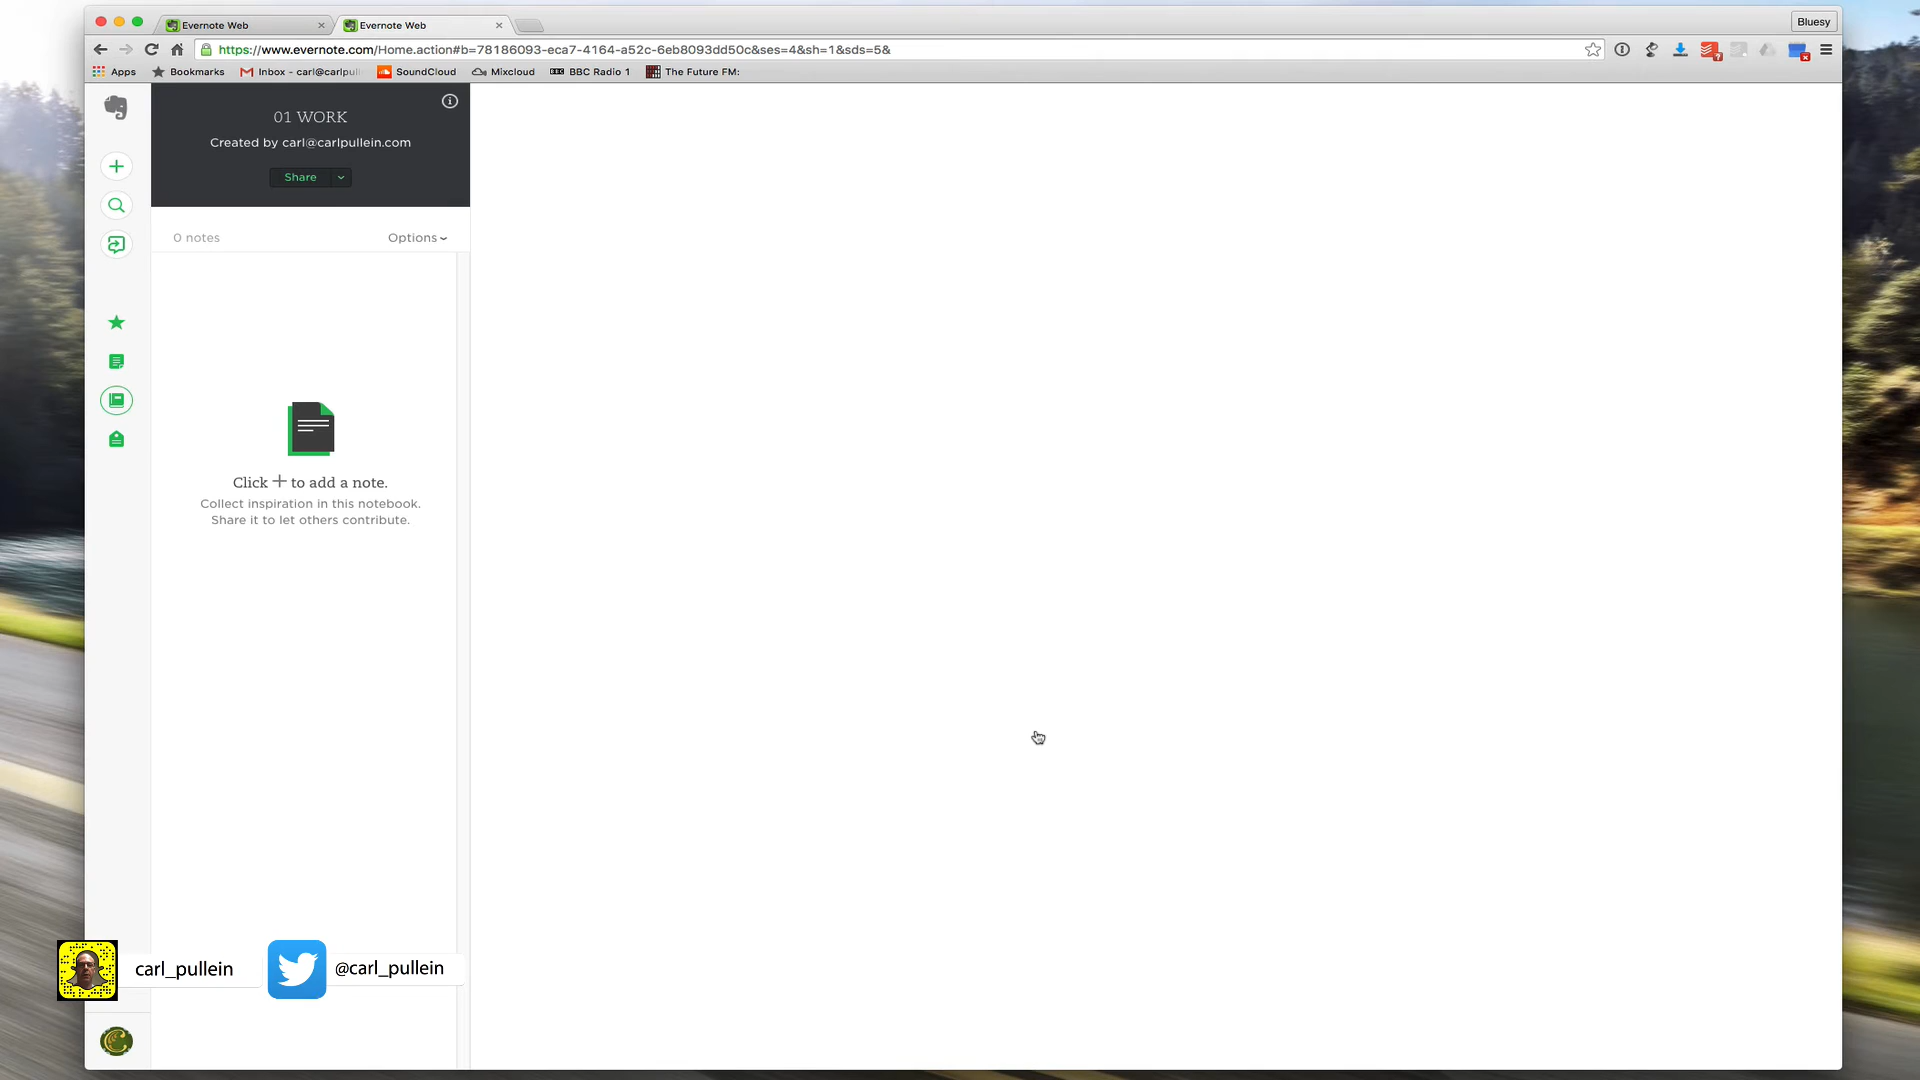 Evernote Web
Evernote Web
Bluesy
https://www.evernote.com/Home.action#b=78186093-eca7-4164-a52c-6eb8093dd50c&ses=4&sh=1&sds=5&
Apps
Bookmarks
Inbox - carl@carlpul
SoundCloud
Mixcloud
BBC Radio 1
The Future FM:
01 WORK
Created by carl@carlpullein.com
Share
0 notes
Options
Click + to add a note.
Collect inspiration in this notebook.
Share it to let others contribute.
carl_pullein
@carl_pullein